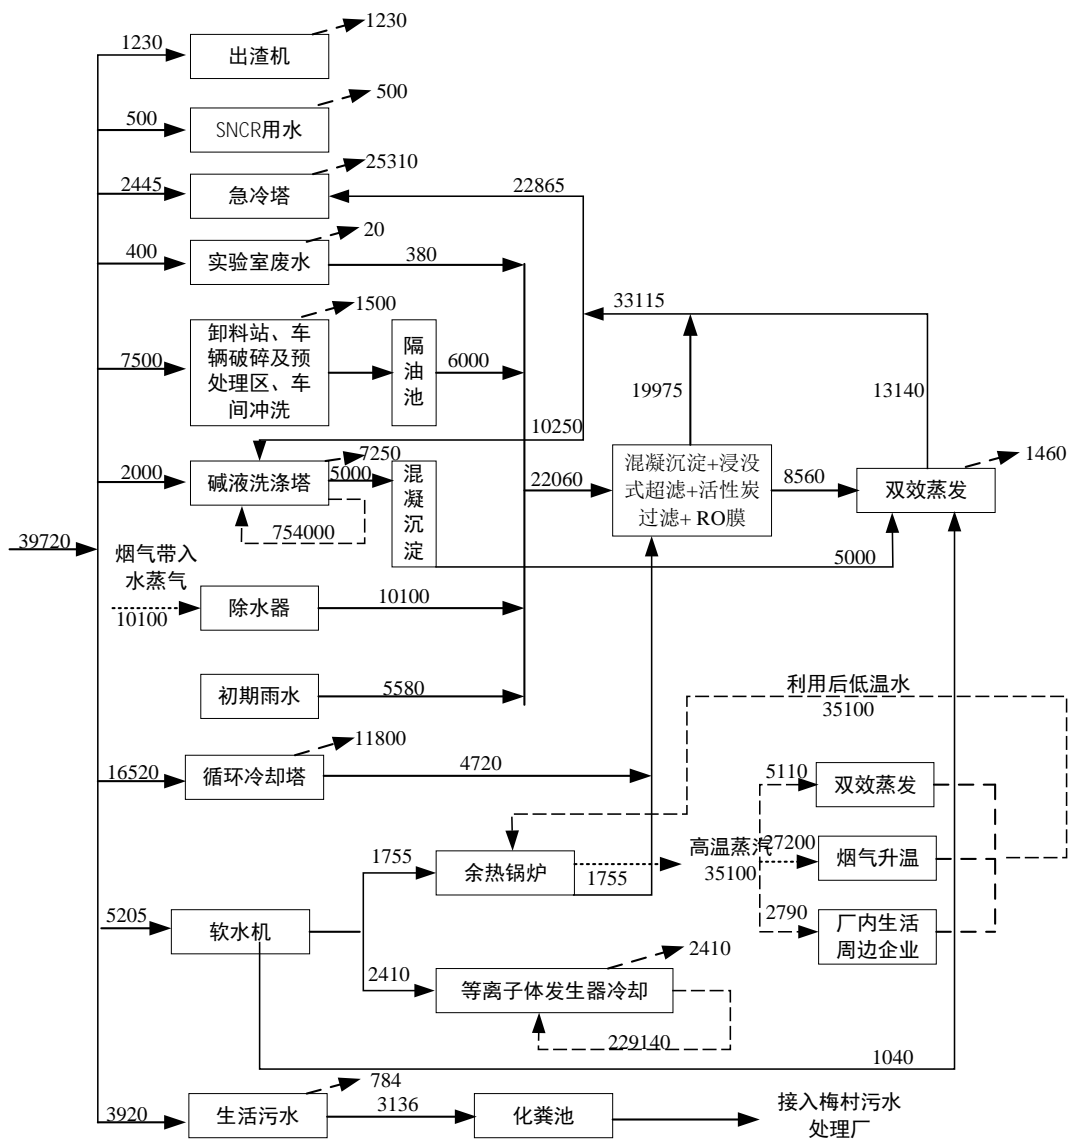 1230
1230
出渣机
500
500
SNCR用水
25310
2445
急冷塔
22865
20
400
实验室废水
380
1500
33115
7500
卸料站、车
辆破碎及预
处理区、车
间冲洗
隔
油
池
6000
19975
13140
10250
7250
1460
2000
碱液洗涤塔
5000
混
凝
沉
淀
22060
混凝沉淀+浸没
式超滤+活性炭
过滤+ RO膜
8560
双效蒸发
754000
39720
烟气带入
水蒸气
5000
10100
除水器
10100
初期雨水
5580
利用后低温水
35100
11800
16520
循环冷却塔
4720
5110
双效蒸发
1755
余热锅炉
1755
高温蒸汽
35100
27200
烟气升温
5205
软水机
2790
厂内生活
周边企业
2410
2410
等离子体发生器冷却
229140
1040
784
3920
生活污水
3136
化粪池
接入梅村污水
处理厂